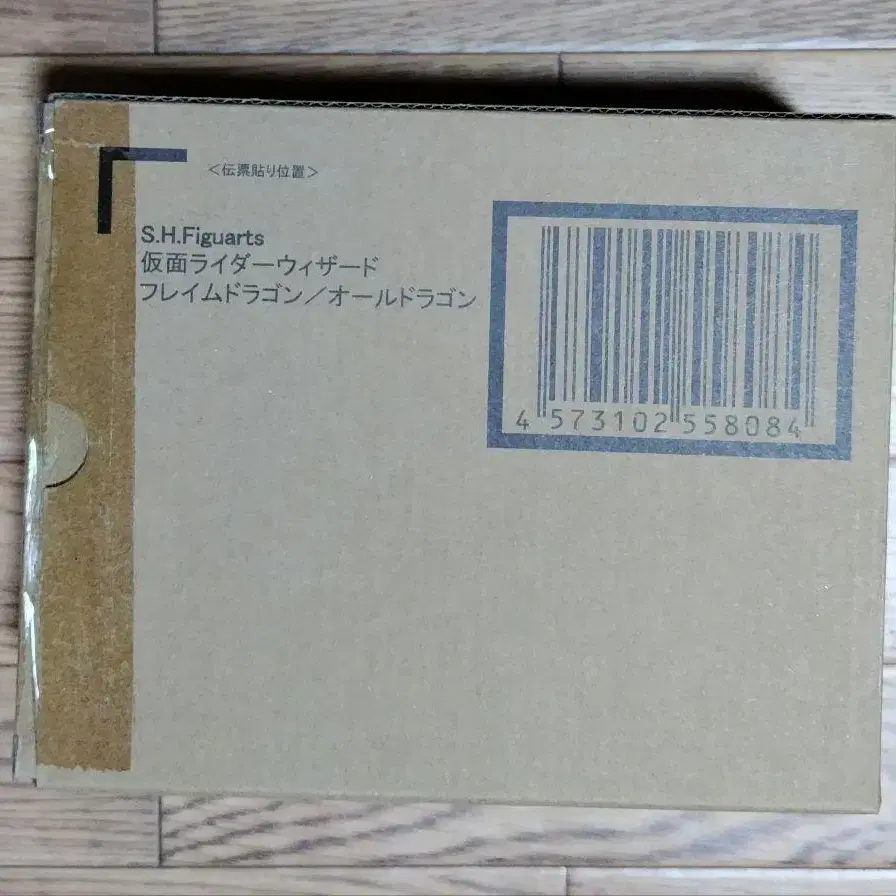 <伝票貼り位置>
S.H.Figuarts
仮面ライダーウィザード
フレイムドラゴン／オールドラゴン
4 573102 558084